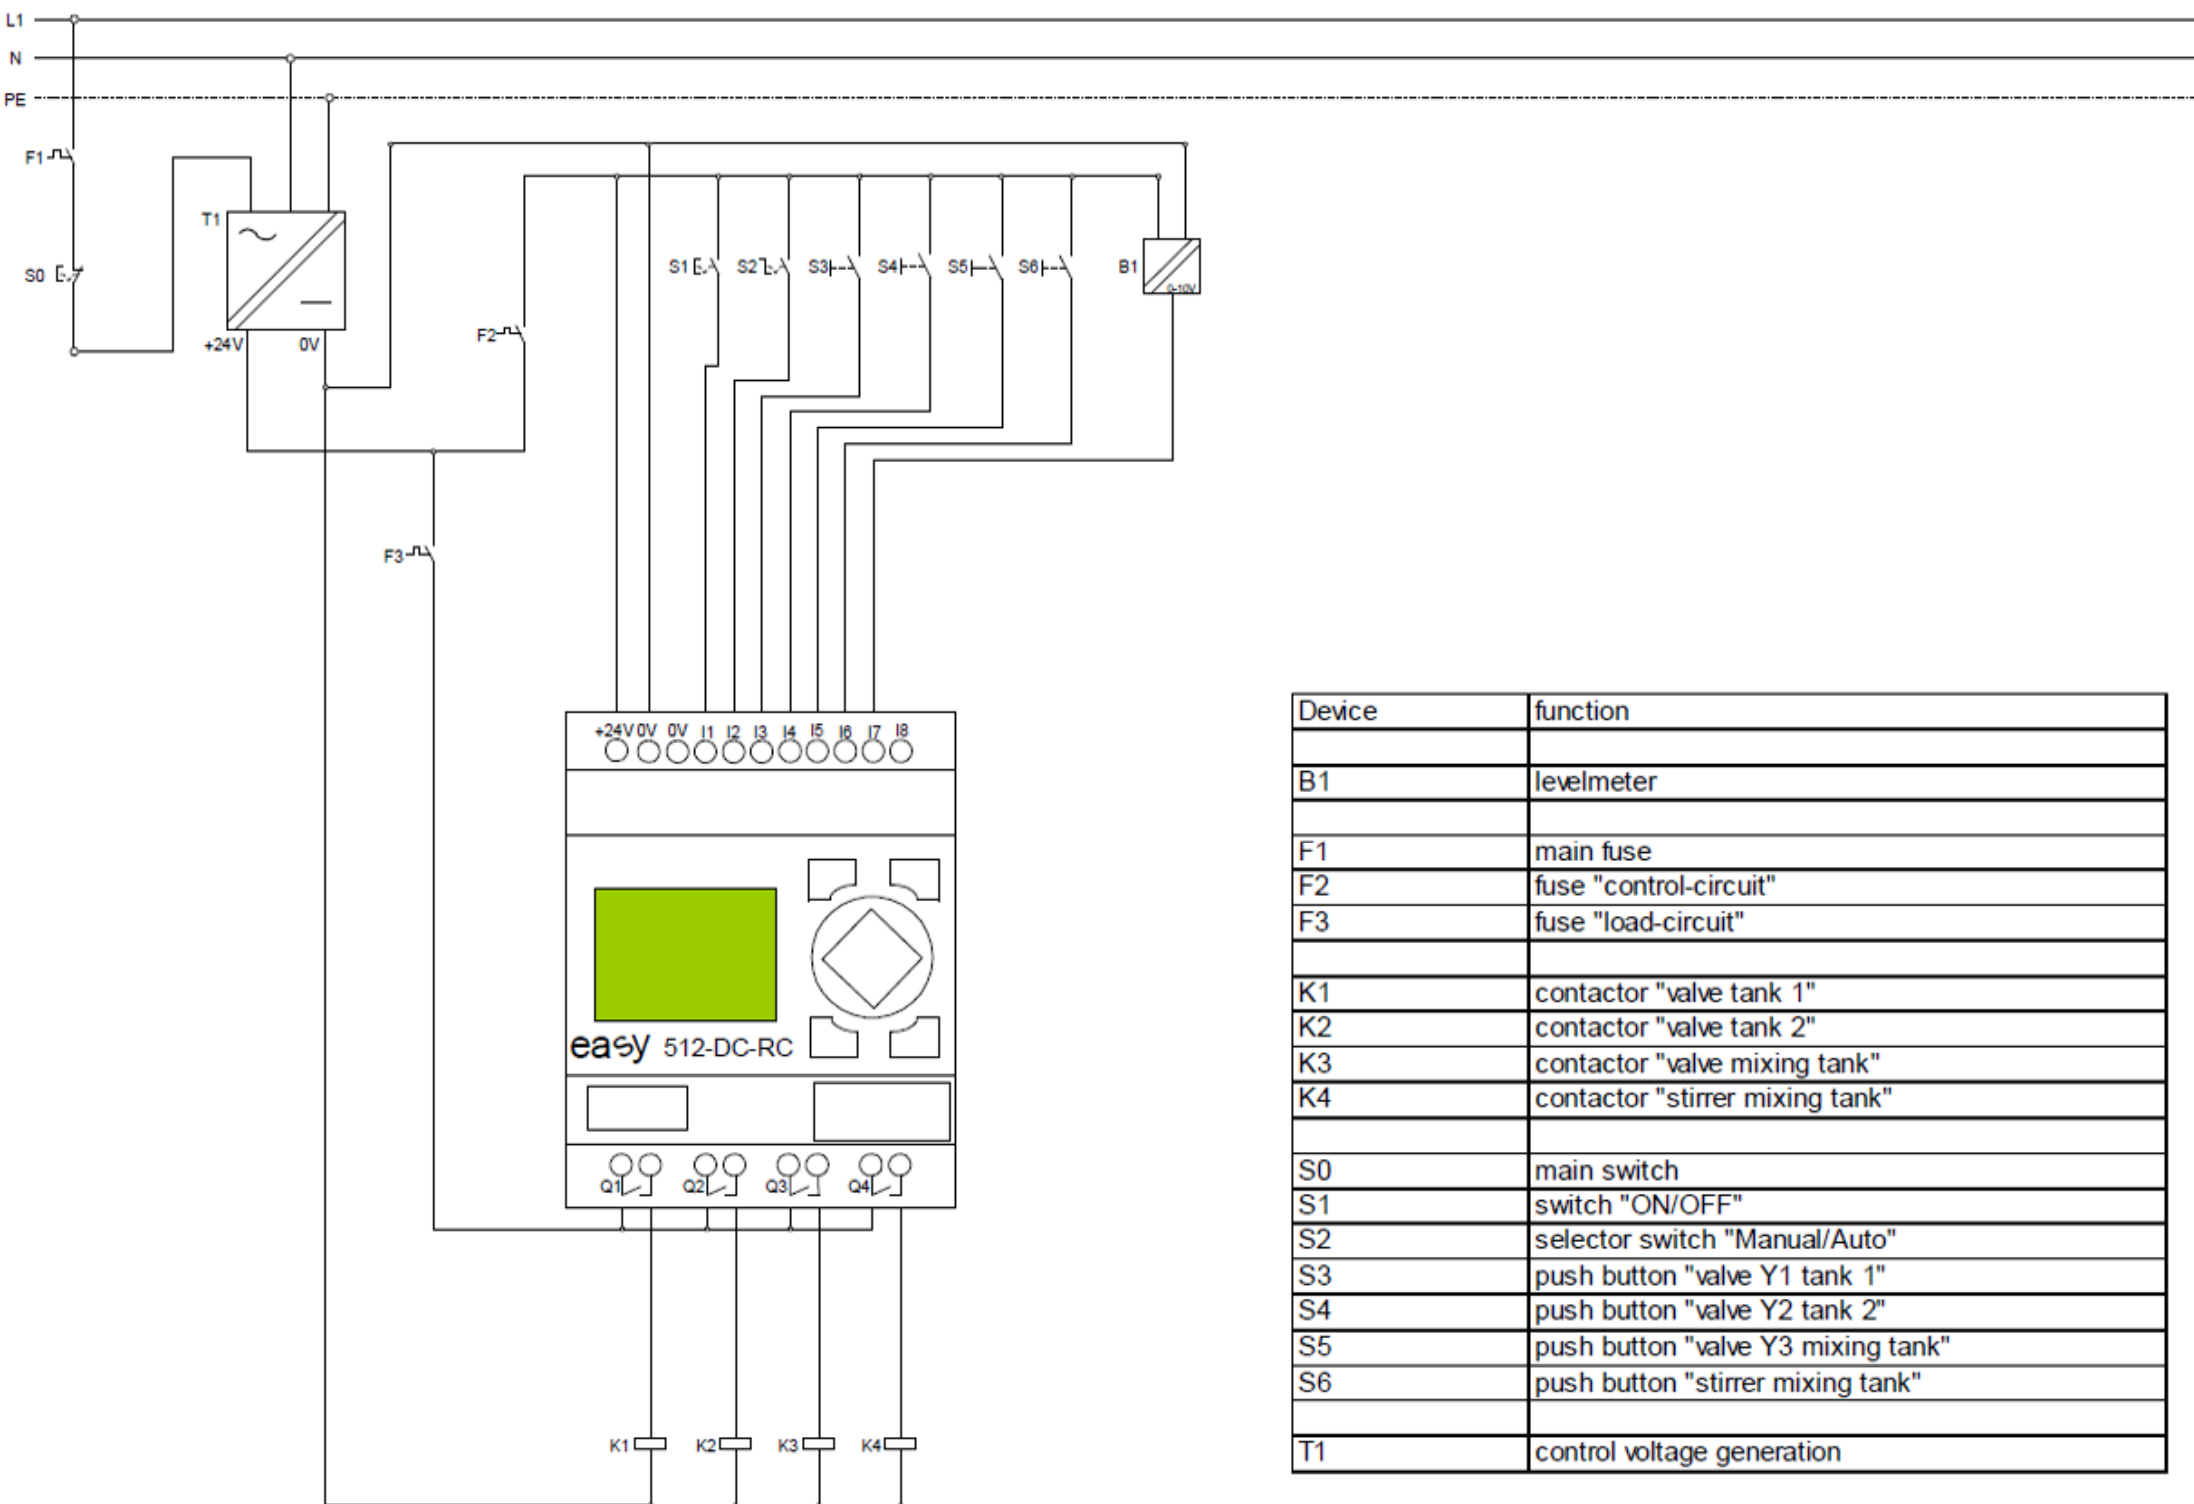 L1
N
PE
F1
T1
S0
+24V 0V
F2
S1 S2 S3 S4 S5 S6 B1
0-10V
F3
+24V 0V 0V I1 I2 I3 I4 I5 I6 I7 I8
easy 512-DC-RC
Q1 Q2 Q3 Q4
K1 K2 K3 K4
Device function
B1 levelmeter
F1 main fuse
F2 fuse "control-circuit"
F3 fuse "load-circuit"
K1 contactor "valve tank 1"
K2 contactor "valve tank 2"
K3 contactor "valve mixing tank"
K4 contactor "stirrer mixing tank"
S0 main switch
S1 switch "ON/OFF"
S2 selector switch "Manual/Auto"
S3 push button "valve Y1 tank 1"
S4 push button "valve Y2 tank 2"
S5 push button "valve Y3 mixing tank"
S6 push button "stirrer mixing tank"
T1 control voltage generation